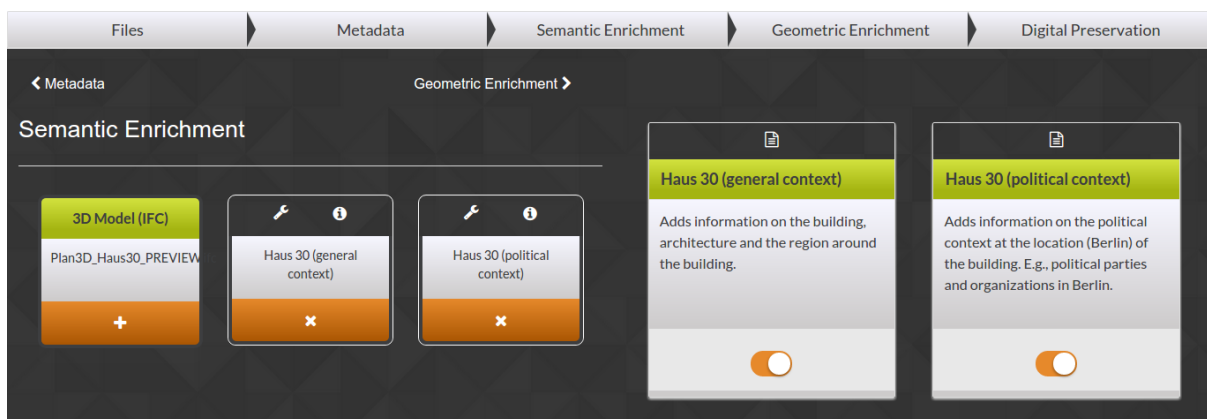 Files
Metadata
Semantic Enrichment
Geometric Enrichment
Digital Preservation
Metadata
Geometric Enrichment
Semantic Enrichment
3D Model (IFC)
Plan3D_Haus30_PREVIEW
Haus 30 (general
context)
Haus 30 (political
context)
Haus 30 (general context)
Adds information on the building,
architecture and the region around
the building.
Haus 30 (political context)
Adds information on the political
context at the location (Berlin) of
the building. E.g., political parties
and organizations in Berlin.